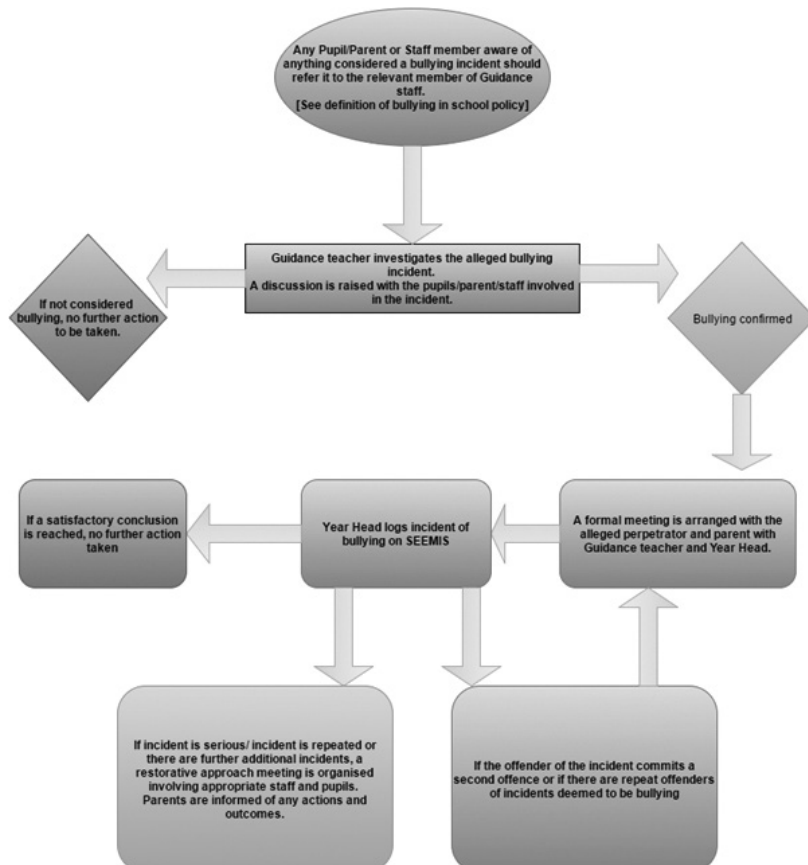 Any Pupil/Parent or Staff member aware of
anything considered a bullying incident should
refer it to the relevant member of Guidance
staff.
[See definition of bullying in school policy]
Guidance teacher investigates the alleged bullying
incident.
A discussion is raised with the pupils/parent/staff involved
in the incident.
If not considered
bullying, no further action
to be taken.
Bullying confirmed
If a satisfactory conclusion
is reached, no further action
taken
Year Head logs incident of
bullying on SEEMIS
A formal meeting is arranged with the
alleged perpetrator and parent with
Guidance teacher and Year Head.
If incident is serious/ incident is repeated or
there are further additional incidents, a
restorative approach meeting is organised
involving appropriate staff and pupils.
Parents are informed of any actions and
outcomes.
If the offender of the incident commits a
second offence or if there are repeat offenders
of incidents deemed to be bullying